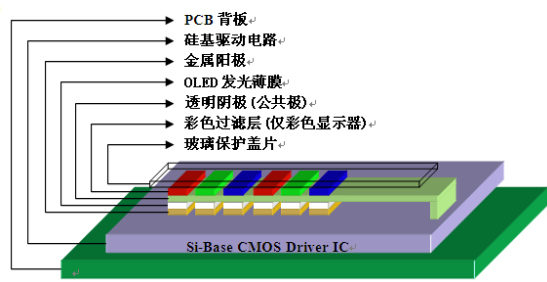 PCB 背板
硅基驱动电路
金属阳极
OLED 发光薄膜
透明阴极(公共极)
彩色过滤层(仅彩色显示器)
玻璃保护盖片
Si-Base CMOS Driver IC